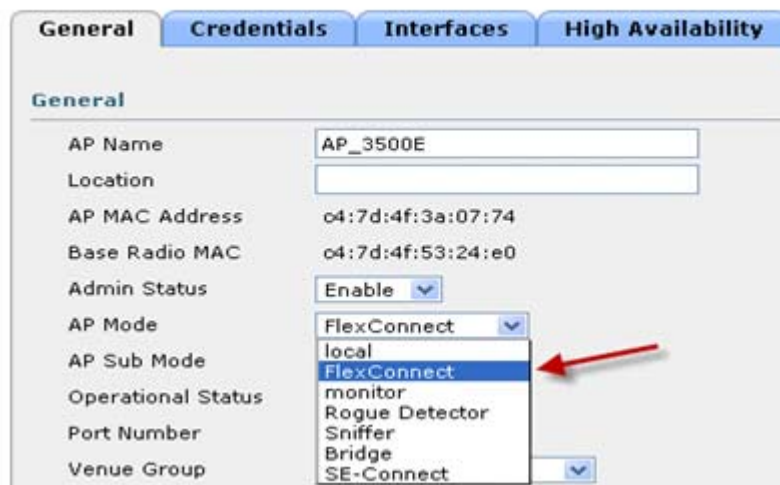 General Credentials Interfaces High Availability
General
AP Name AP_3500E
Location
AP MAC Address c4:7d:4f:3a:07:74
Base Radio MAC c4:7d:4f:53:24:e0
Admin Status Enable
AP Mode FlexConnect
local
AP Sub Mode FlexConnect
monitor
Operational Status Rogue Detector
Port Number Sniffer
Bridge
Venue Group SE-Connect